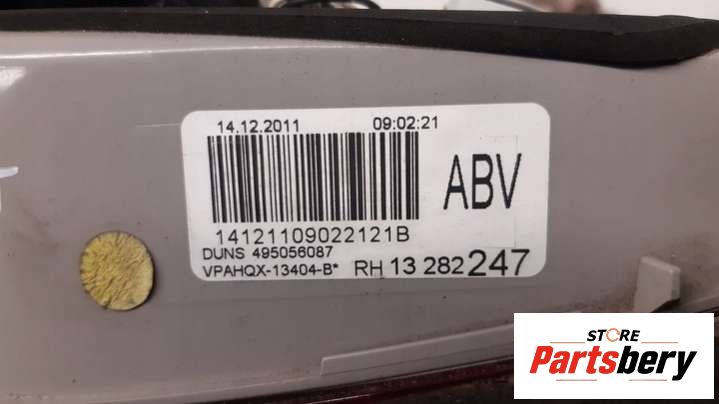 14.12.2011 09:02:21
ABV
14121109022121B
DUNS 495056087
VPAHQX-13404-B* RH 13 282 247
STORE
Partsbery